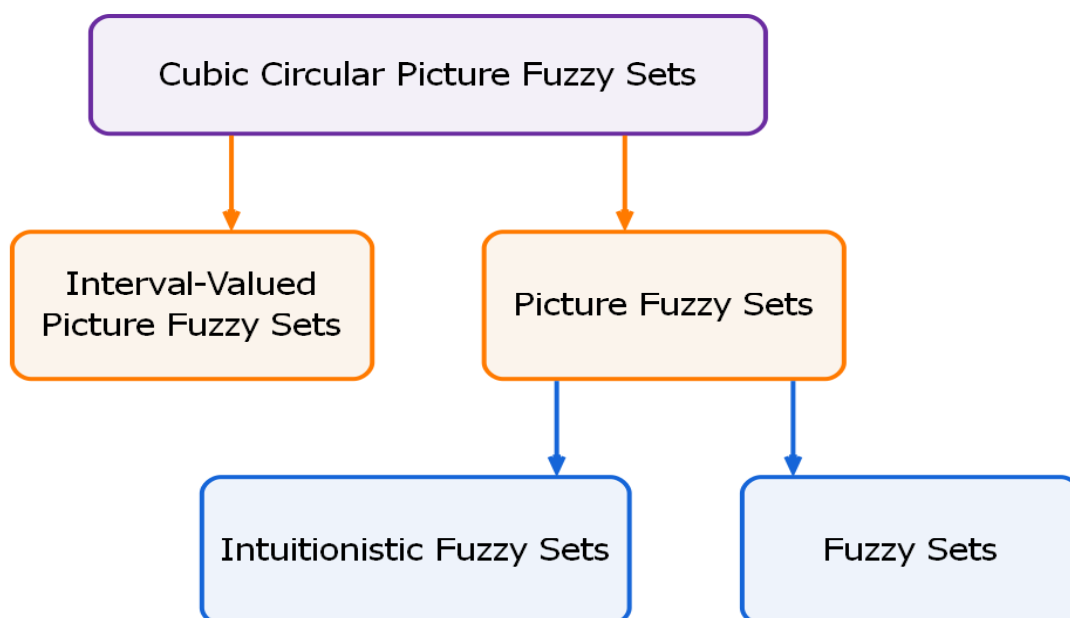 Cubic Circular Picture Fuzzy Sets
Interval-Valued
Picture Fuzzy Sets
Picture Fuzzy Sets
Intuitionistic Fuzzy Sets
Fuzzy Sets